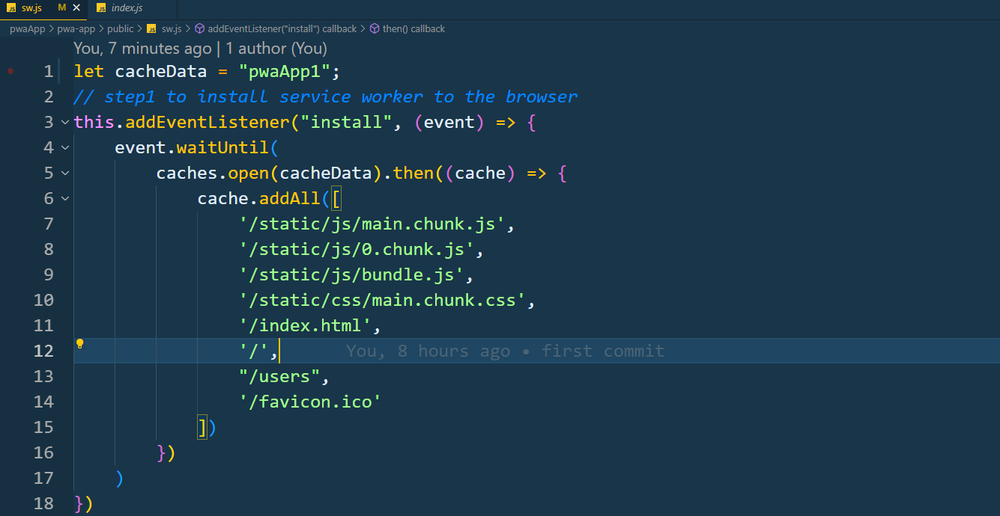 JS sw.js M × JS index.js
pwaApp > pwa-app > public > JS sw.js > addEventListener("install") callback > then() callback
You, 7 minutes ago | 1 author (You)
1 let cacheData = "pwaApp1";
2 // step1 to install service worker to the browser
3 this.addEventListener("install", (event) => {
4 event.waitUntil(
5 caches.open(cacheData).then((cache) => {
6 cache.addAll([
7 '/static/js/main.chunk.js',
8 '/static/js/0.chunk.js',
9 '/static/js/bundle.js',
10 '/static/css/main.chunk.css',
11 '/index.html',
12 '/', You, 8 hours ago • first commit
13 "/users",
14 '/favicon.ico'
15 ])
16 })
17 )
18 })